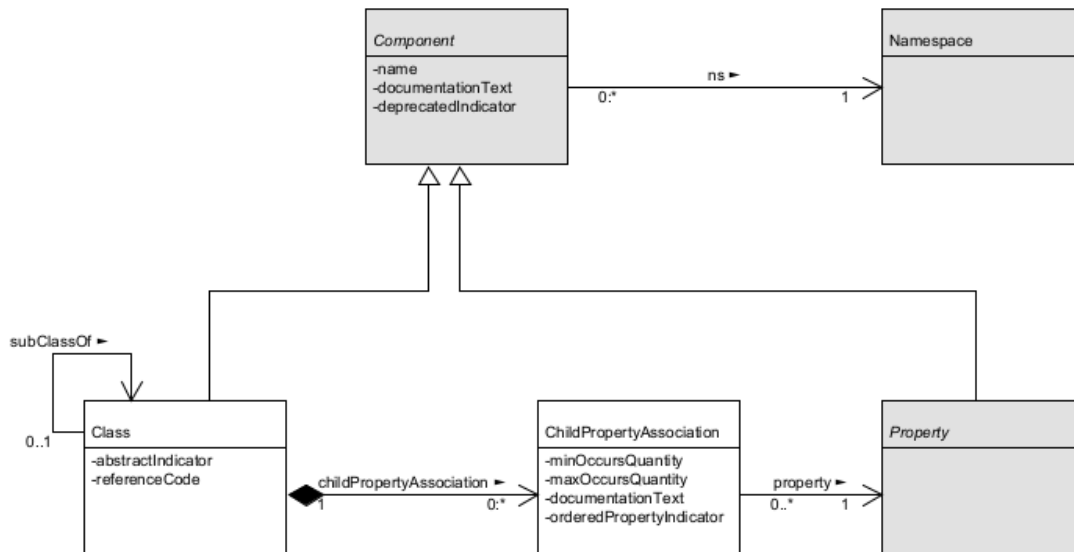 Component
-name
-documentationText
-deprecatedIndicator
ns ►
0:*
1
Namespace
subClassOf ►
0..1
Class
-abstractIndicator
-referenceCode
childPropertyAssociation ►
1
0:*
ChildPropertyAssociation
-minOccursQuantity
-maxOccursQuantity
-documentationText
-orderedPropertyIndicator
property ►
0..*
1
Property